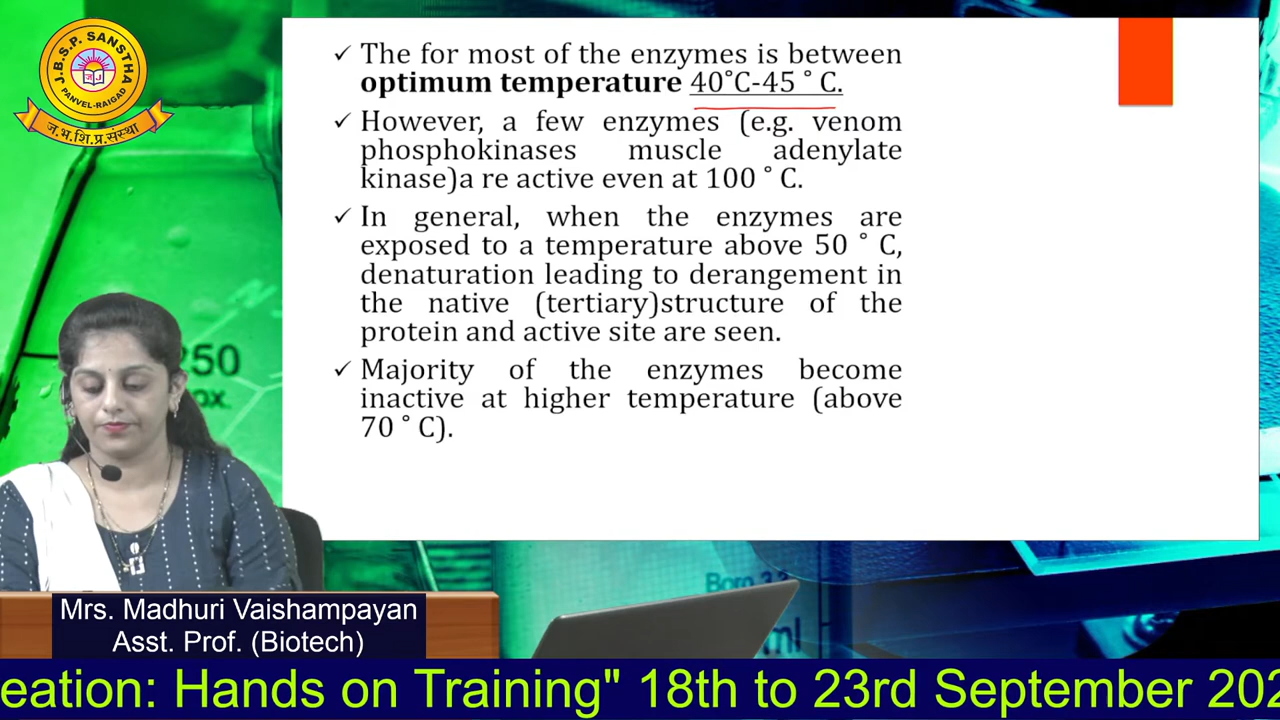 J.B.S.P. SANSTHA
PANVEL-RAIGAD
ज.भ.शि.प्र.संस्था
The for most of the enzymes is between
optimum temperature 40°C-45 ° C.
However, a few enzymes (e.g. venom
phosphokinases muscle adenylate
kinase)a re active even at 100 ° C.
In general, when the enzymes are
exposed to a temperature above 50 ° C,
denaturation leading to derangement in
the native (tertiary)structure of the
protein and active site are seen.
Majority of the enzymes become
inactive at higher temperature (above
70 ° C).
250
Mrs. Madhuri Vaishampayan
Asst. Prof. (Biotech)
eation: Hands on Training" 18th to 23rd September 202